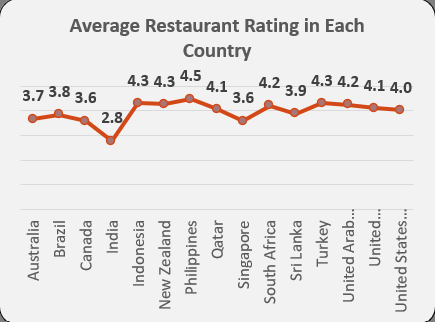 Average Restaurant Rating in Each
Country
3.7
3.8
3.6
2.8
4.3
4.3
4.5
4.1
3.6
4.2
3.9
4.3
4.2
4.1
4.0
Australia
Brazil
Canada
India
Indonesia
New Zealand
Philippines
Qatar
Singapore
South Africa
Sri Lanka
Turkey
United Arab…
United…
United States…